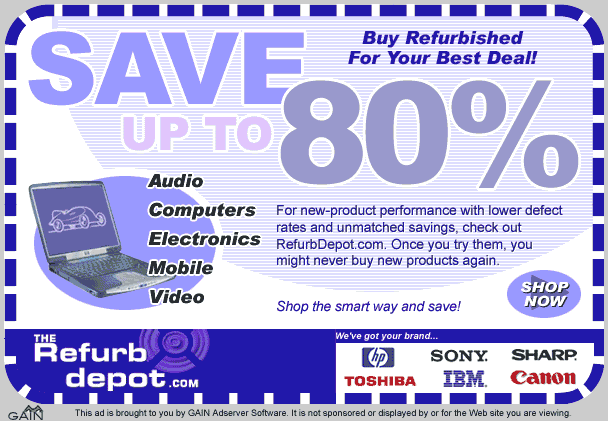 SAVE
UP TO
80%
Buy Refurbished
For Your Best Deal!
Audio
Computers
Electronics
Mobile
Video
For new-product performance with lower defect
rates and unmatched savings, check out
RefurbDepot.com. Once you try them, you
might never buy new products again.
Shop the smart way and save!
SHOP
NOW
THE
Refurb
depot.com
We've got your brand...
hp SONY. SHARP.
TOSHIBA IBM. Canon
GAIN
This ad is brought to you by GAIN Adserver Software. It is not sponsored or displayed by or for the Web site you are viewing.